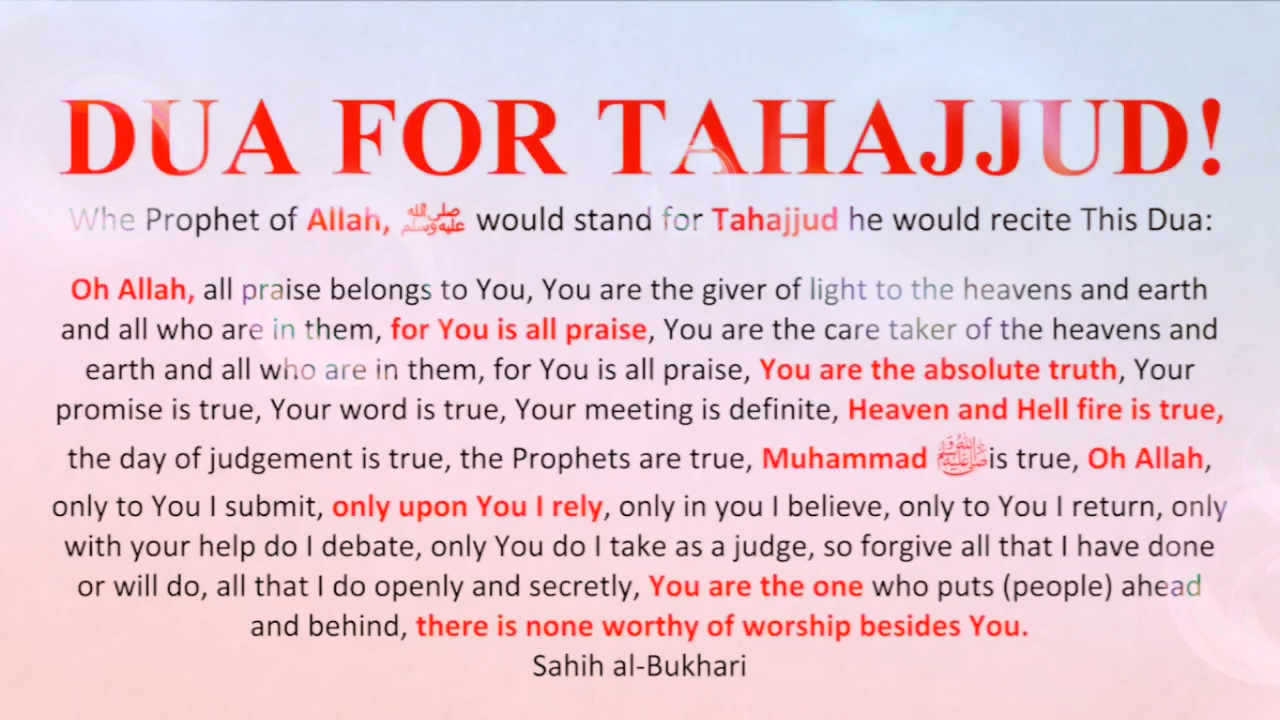 DUA FOR TAHAJJUD!
Whe Prophet of Allah, ﷺ would stand for Tahajjud he would recite This Dua:
Oh Allah, all praise belongs to You, You are the giver of light to the heavens and earth
and all who are in them, for You is all praise, You are the care taker of the heavens and
earth and all who are in them, for You is all praise, You are the absolute truth, Your
promise is true, Your word is true, Your meeting is definite, Heaven and Hell fire is true,
the day of judgement is true, the Prophets are true, Muhammad ﷺ is true, Oh Allah,
only to You I submit, only upon You I rely, only in you I believe, only to You I return, only
with your help do I debate, only You do I take as a judge, so forgive all that I have done
or will do, all that I do openly and secretly, You are the one who puts (people) ahead
and behind, there is none worthy of worship besides You.
Sahih al-Bukhari